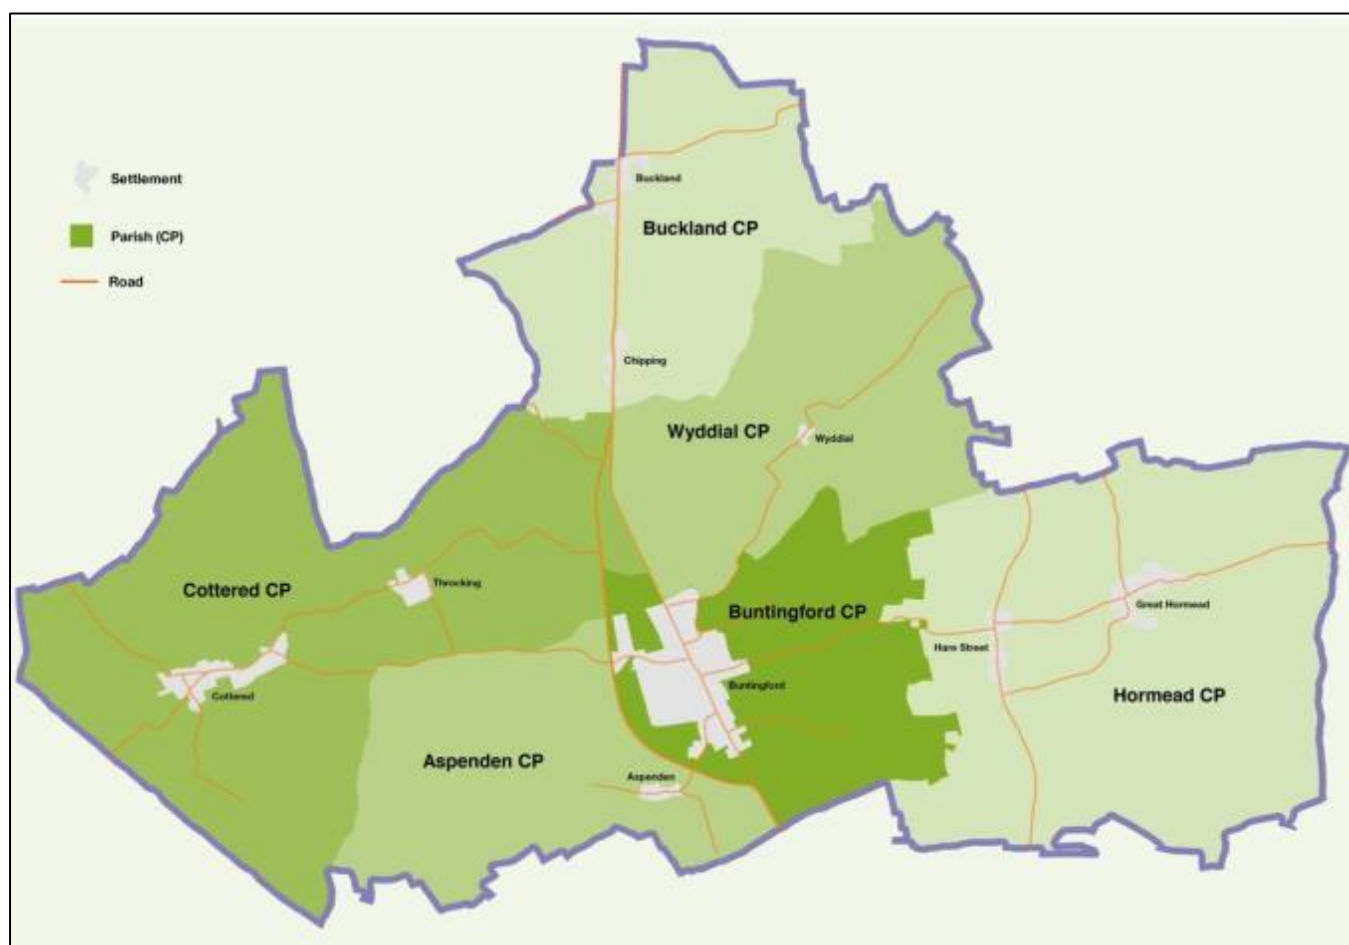 Settlement
Parish (CP)
Road
Buckland
Buckland CP
Chipping
Wyddial CP
Wyddial
Cottered CP
Throcking
Cottered
Buntingford CP
Buntingford
Great Hormead
Hare Street
Hormead CP
Aspenden CP
Aspenden